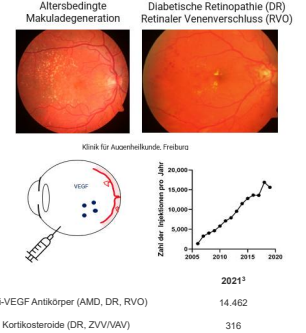 Altersbedingte
Makuladegeneration
Diabetische Retinopathie (DR)
Retinaler Venenverschluss (RVO)
Klinik für Augenheilkunde, Freiburg
VEGF
Zahl der Injektionen pro Jahr
20,000
15,000
10,000
5,000
0
2005 2010 2015 2020
2021³
i-VEGF Antikörper (AMD, DR, RVO) 14.462
Kortikosteroide (DR, ZVV/VAV) 316